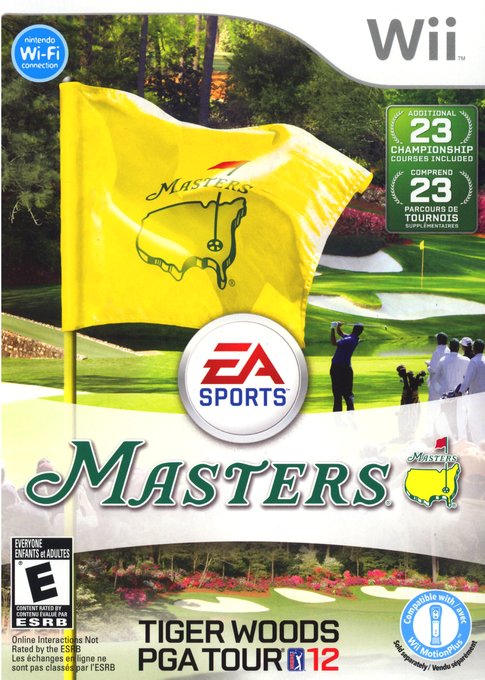 nintendo
Wi-Fi
connection
Wii™
ADDITIONAL
23
CHAMPIONSHIP
COURSES INCLUDED
COMPREND
23
PARCOURS DE
TOURNOIS
SUPPLÉMENTAIRES
MASTERS
®
EA
SPORTS™
MASTERS®
MASTERS
®
EVERYONE
ENFANTS et ADULTES
E
CONTENT RATED BY
CONTENU ÉVALUÉ PAR
ESRB
Online Interactions Not
Rated by the ESRB
Les échanges en ligne ne
sont pas classés par l'ESRB
TIGER WOODS
PGA TOUR 12
Compatible with / avec
Wii MotionPlus™
Sold separately / Vendu séparément